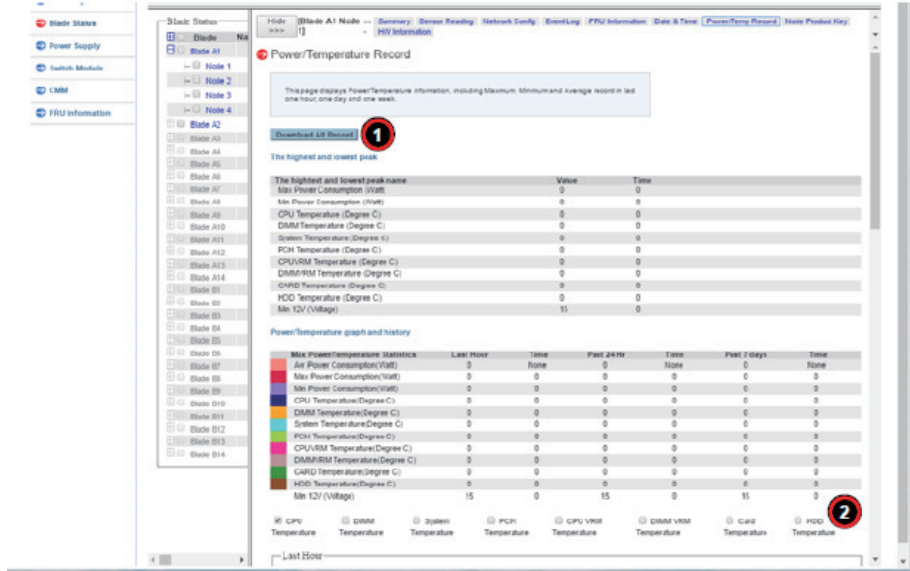 Blade Status
Power Supply
Switch Module
CMM
FRU Information
Blade Status
Blade Na
Blade A1
Node 1
Node 2
Node 3
Node 4
Blade A2
Blade A3
Blade A4
Blade A5
Blade A6
Blade A7
Blade A8
Blade A9
Blade A10
Blade A11
Blade A12
Blade A13
Blade A14
Blade B1
Blade B2
Blade B3
Blade B4
Blade B5
Blade B6
Blade B7
Blade B8
Blade B9
Blade B10
Blade B11
Blade B12
Blade B13
Blade B14
Hide >>>
[Blade A1 Node -- Summary Sensor Reading Network Config EventLog FRU Information Date & Time Power/Temp Record Node Product Key
1] - HW Information
Power/Temperature Record
This page displays Power/Temperature information, including Maximum, Minimum and Average record in last
one hour, one day and one week.
Download All Record 1
The highest and lowest peak
The hightest and lowest peak name Value Time
Max Power Consumption (Watt) 0 0
Min Power Consumption (Watt) 0 0
CPU Temperature (Degree C) 0 0
DIMM Temperature (Degree C) 0 0
System Temperature (Degree C) 0 0
PCH Temperature (Degree C) 0 0
CPUVRM Temperature (Degree C) 0 0
DIMMVRM Temperature (Degree C) 0 0
CARD Temperature (Degree C) 0 0
HDD Temperature (Degree C) 0 0
Min 12V (Voltage) 15 0
Power/Temperature graph and history
Max Power/Temperature Statistics Last Hour Time Past 24 Hr Time Past 7 days Time
Avr Power Consumption(Watt) 0 None 0 None 0 None
Max Power Consumption(Watt) 0 0 0 0 0 0
Min Power Consumption(Watt) 0 0 0 0 0 0
CPU Temperature(Degree C) 0 0 0 0 0 0
DIMM Temperature(Degree C) 0 0 0 0 0 0
System Temperature(Degree C) 0 0 0 0 0 0
PCH Temperature(Degree C) 0 0 0 0 0 0
CPUVRM Temperature(Degree C) 0 0 0 0 0 0
DIMMVRM Temperature(Degree C) 0 0 0 0 0 0
CARD Temperature(Degree C) 0 0 0 0 0 0
HDD Temperature(Degree C) 0 0 0 0 0 0
Min 12V (Voltage) 15 0 15 0 15 0
CPU DIMM System PCH CPU VRM DIMM VRM Card HDD 2
Temperature Temperature Temperature Temperature Temperature Temperature Temperature Temperature
Last Hour